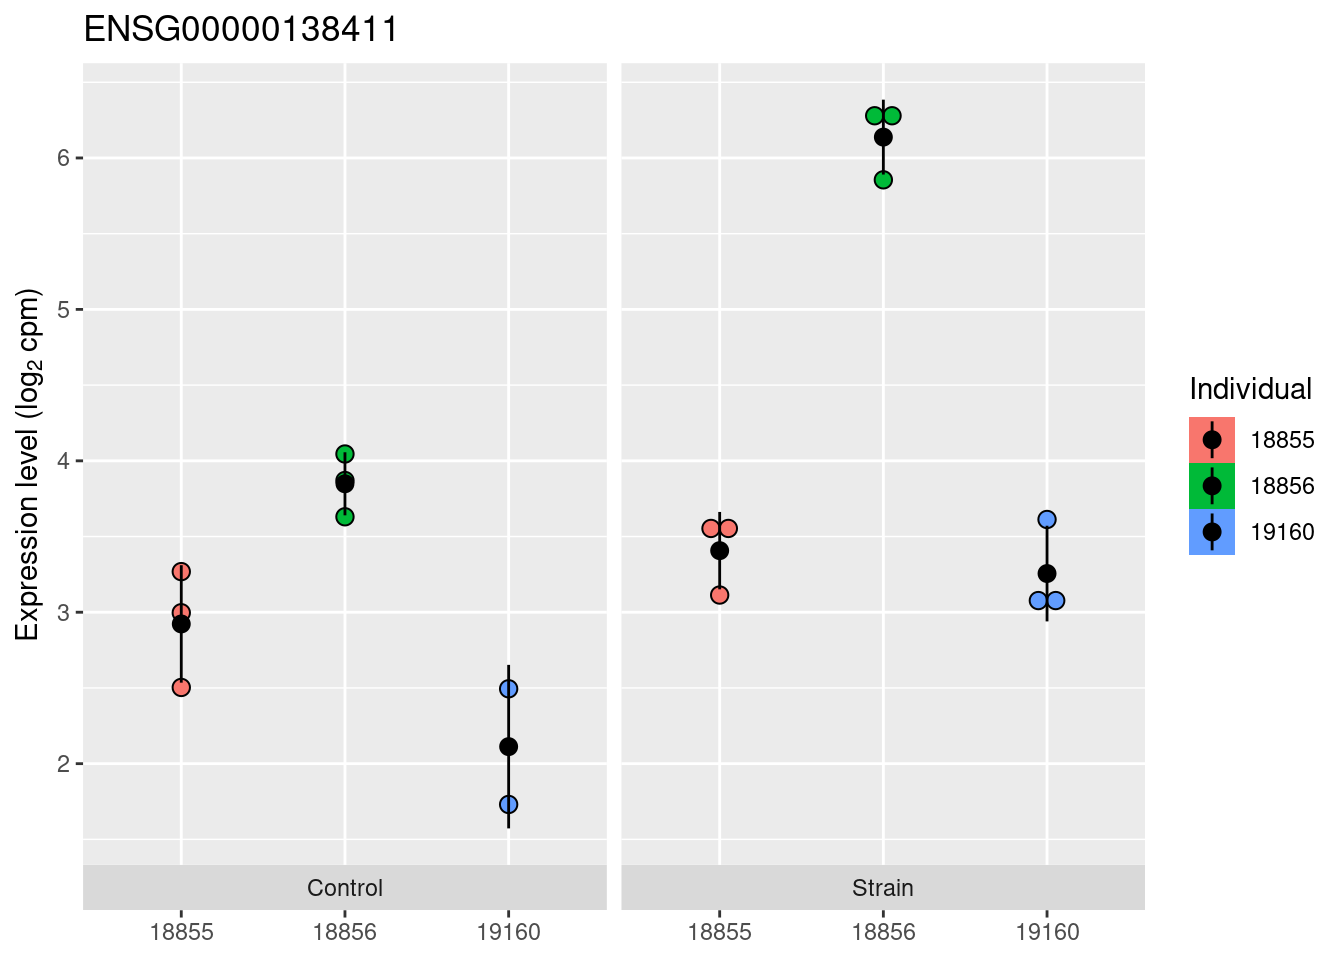 ENSG00000138411
Expression level (log₂ cpm)
6
5
4
3
2
Control
Strain
18855
18856
19160
18855
18856
19160
Individual
18855
18856
19160